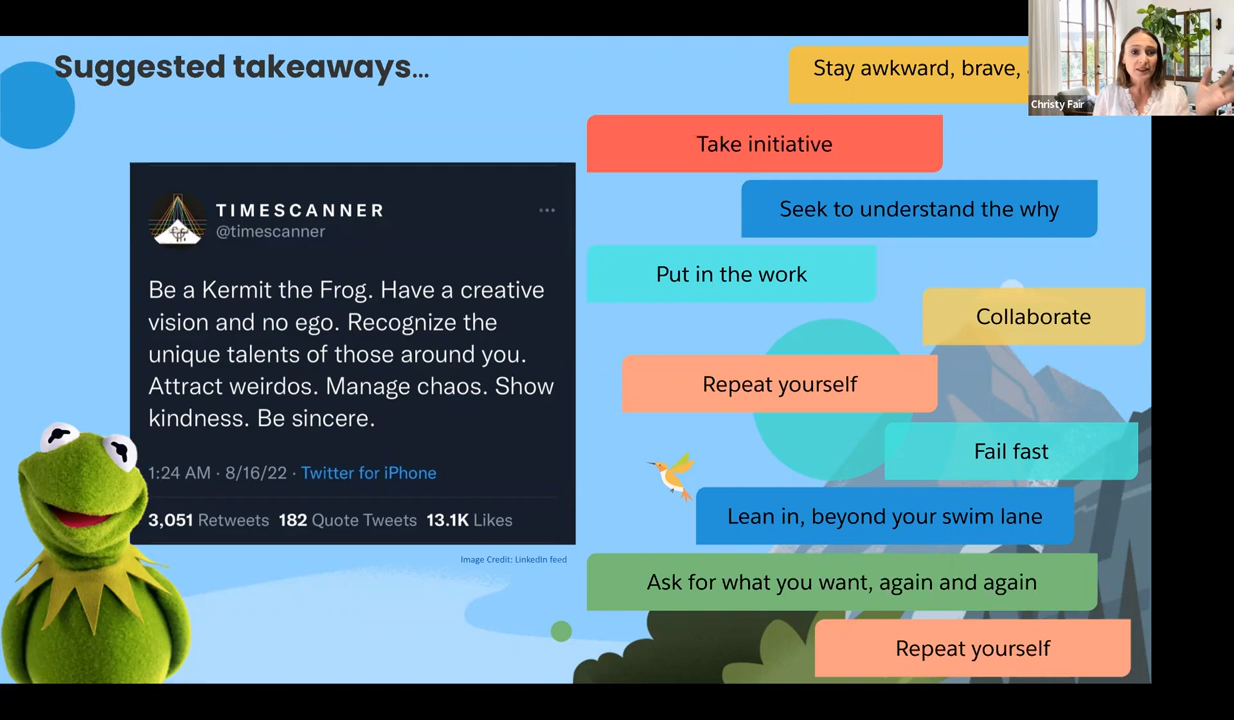 Suggested takeaways...
Stay awkward, brave,
Christy Fair
Take initiative
Seek to understand the why
Put in the work
Collaborate
Repeat yourself
Fail fast
Lean in, beyond your swim lane
Ask for what you want, again and again
Repeat yourself
TIMESCANNER
@timescanner
Be a Kermit the Frog. Have a creative
vision and no ego. Recognize the
unique talents of those around you.
Attract weirdos. Manage chaos. Show
kindness. Be sincere.
1:24 AM · 8/16/22 · Twitter for iPhone
3,051 Retweets 182 Quote Tweets 13.1K Likes
Image Credit: LinkedIn feed